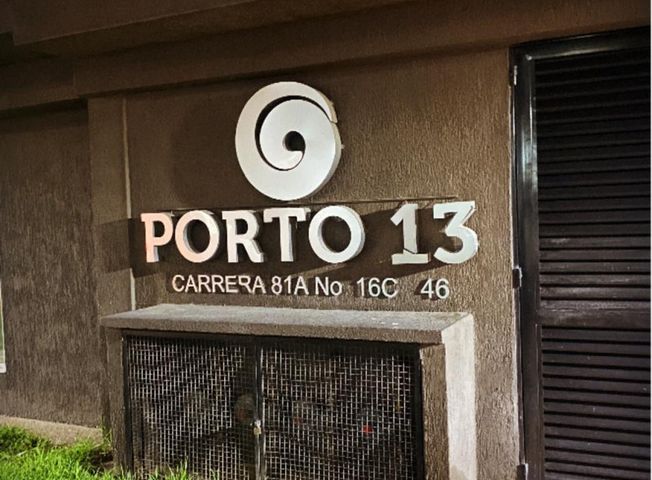 PORTO 13
CARRERA 81A No 16C 46